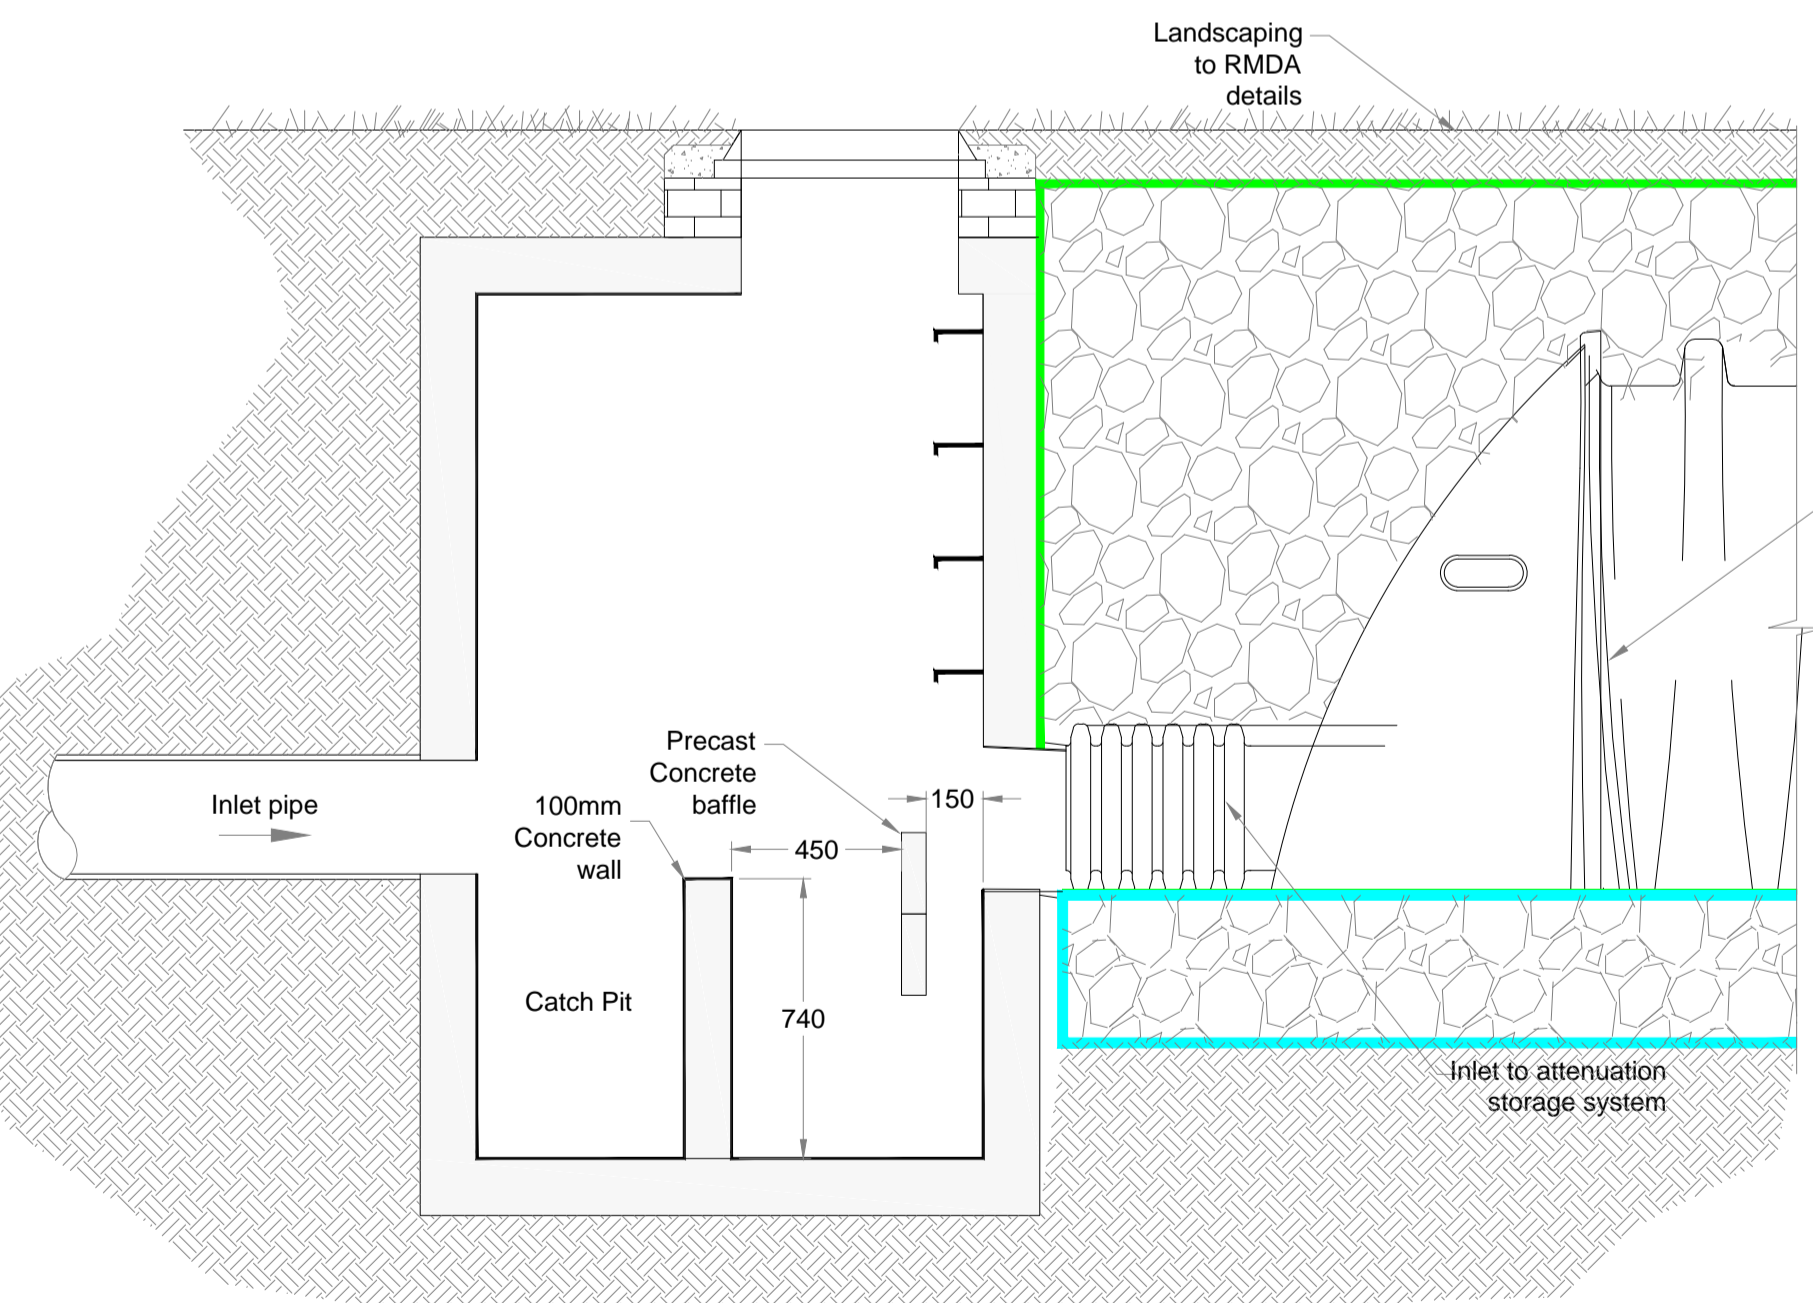 Landscaping
to RMDA
details
Precast
Concrete
baffle
100mm
Concrete
wall
Inlet pipe
150
450
Catch Pit
740
Inlet to attenuation
storage system